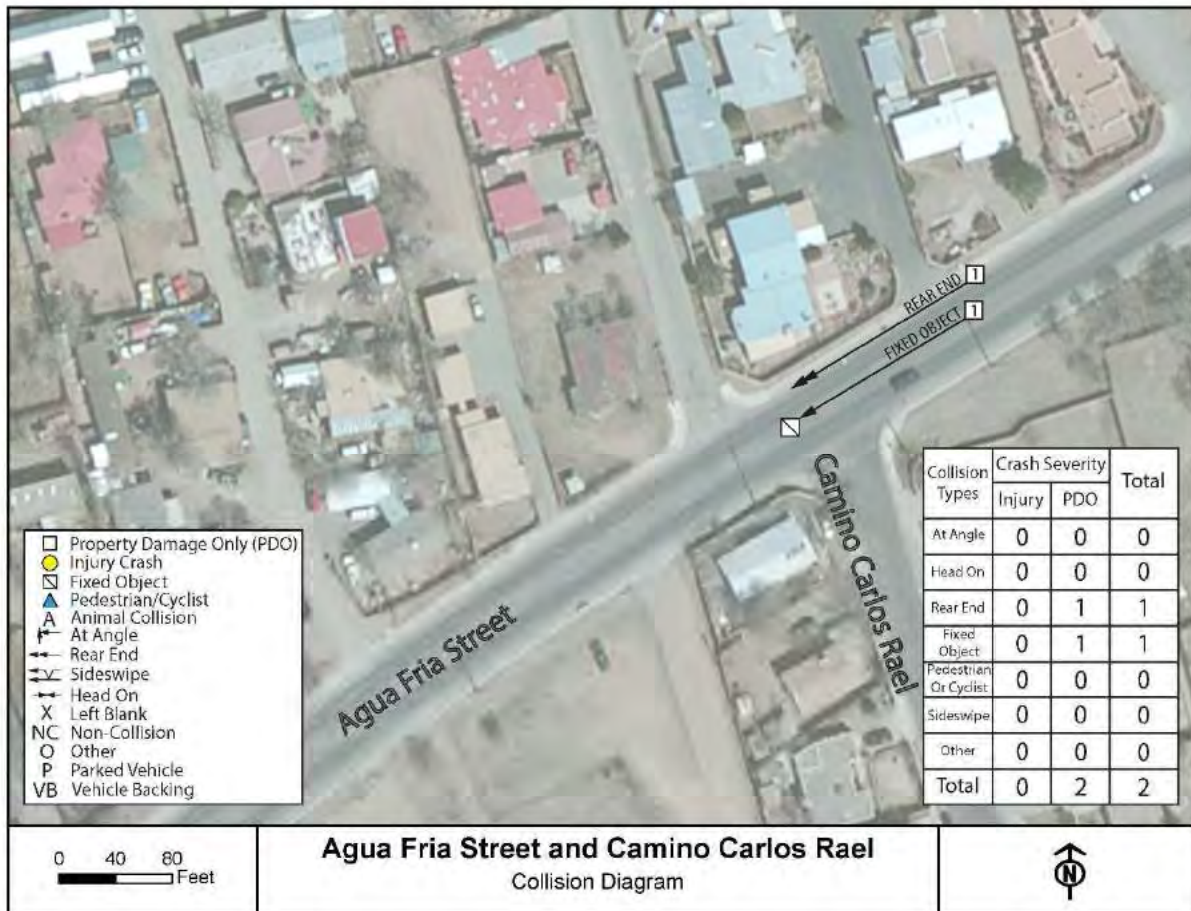 REAR END 1
FIXED OBJECT 1
Agua Fria Street
Camino Carlos Rael
Property Damage Only (PDO)
Injury Crash
Fixed Object
Pedestrian/Cyclist
A Animal Collision
At Angle
Rear End
Sideswipe
Head On
X Left Blank
NC Non-Collision
O Other
P Parked Vehicle
VB Vehicle Backing
Collision Types Crash Severity Total
Injury PDO
At Angle 0 0 0
Head On 0 0 0
Rear End 0 1 1
Fixed Object 0 1 1
Pedestrian Or Cyclist 0 0 0
Sideswipe 0 0 0
Other 0 0 0
Total 0 2 2
0 40 80
Feet
Agua Fria Street and Camino Carlos Rael
Collision Diagram
N